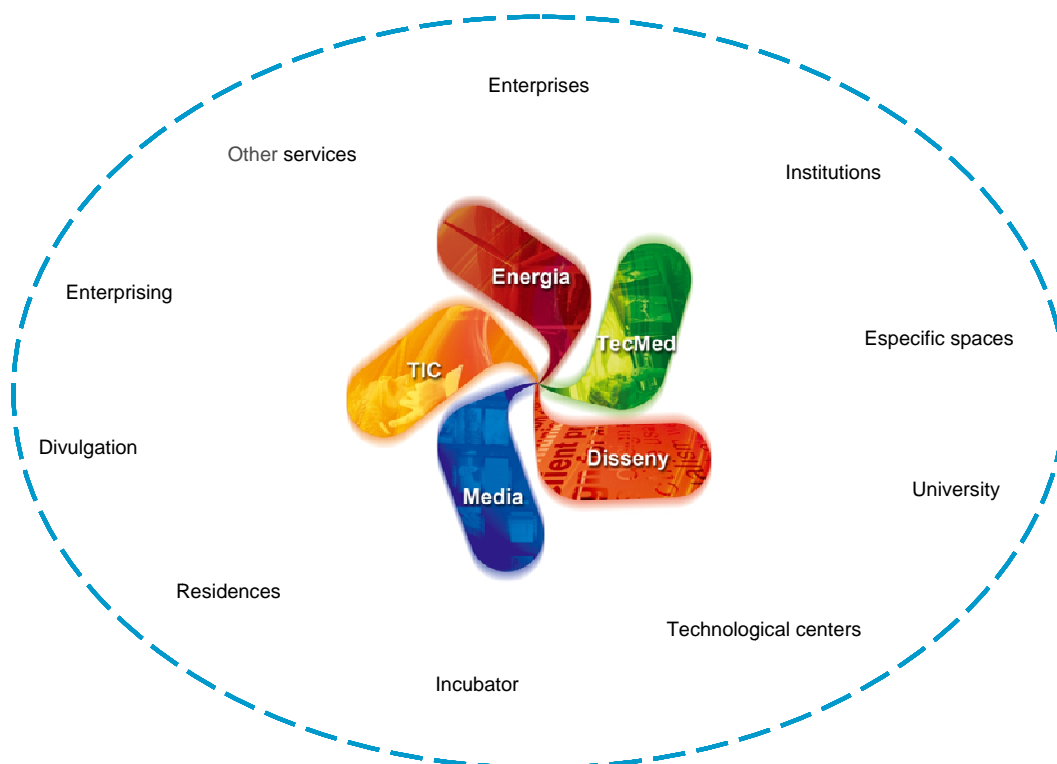 Enterprises
Other services
Institutions
Energia
Enterprising
TecMed
Especific spaces
TIC
Divulgation
Disseny
University
Media
Residences
Technological centers
Incubator